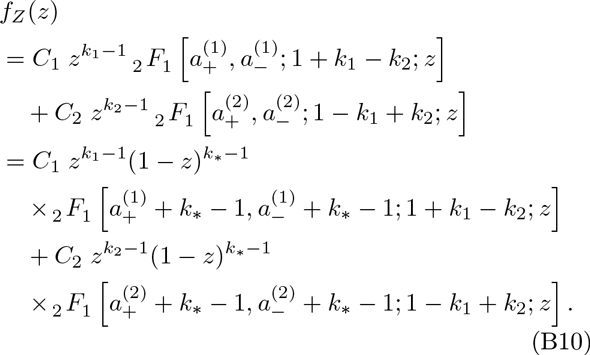 f_Z(z)
= C_1 z^{k_1-1} {}_2F_1 [a_+^{(1)}, a_-^{(1)}; 1 + k_1 - k_2; z]
+ C_2 z^{k_2-1} {}_2F_1 [a_+^{(2)}, a_-^{(2)}; 1 - k_1 + k_2; z]
= C_1 z^{k_1-1}(1 - z)^{k_*-1}
× {}_2F_1 [a_+^{(1)} + k_* - 1, a_-^{(1)} + k_* - 1; 1 + k_1 - k_2; z]
+ C_2 z^{k_2-1}(1 - z)^{k_*-1}
× {}_2F_1 [a_+^{(2)} + k_* - 1, a_-^{(2)} + k_* - 1; 1 - k_1 + k_2; z] .
(B10)